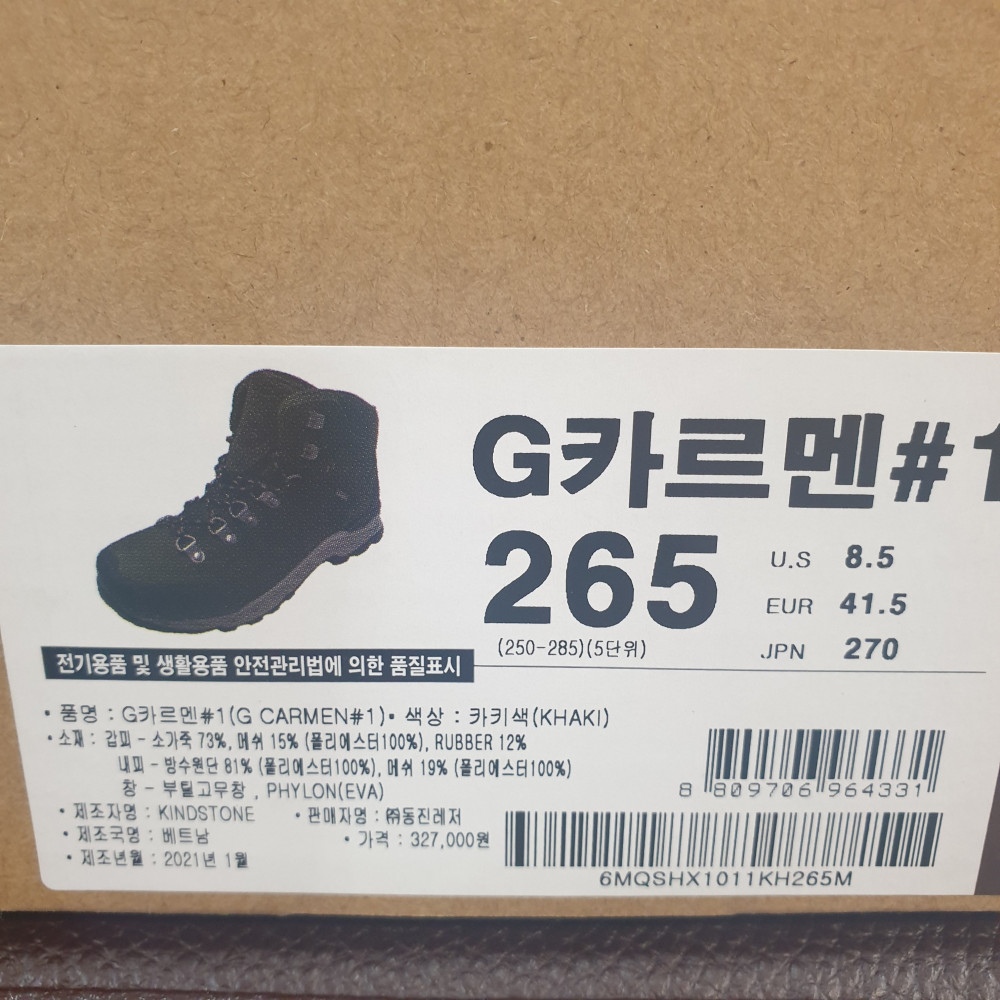 G카르멘#1
265
U.S 8.5
EUR 41.5
JPN 270
(250-285)(5단위)
전기용품 및 생활용품 안전관리법에 의한 품질표시
• 품명 : G카르멘#1(G CARMEN#1) • 색상 : 카키색(KHAKI)
• 소재 : 갑피 - 소가죽 73%, 메쉬 15% (폴리에스터100%), RUBBER 12%
내피 - 방수원단 81% (폴리에스터100%), 메쉬 19% (폴리에스터100%)
창 - 부틸고무창 , PHYLON(EVA)
• 제조자명 : KINDSTONE • 판매자명 : ㈜동진레저
• 제조국명 : 베트남 • 가격 : 327,000원
• 제조년월 : 2021년 1월
8 809706 964331
6MQSHX1011KH265M